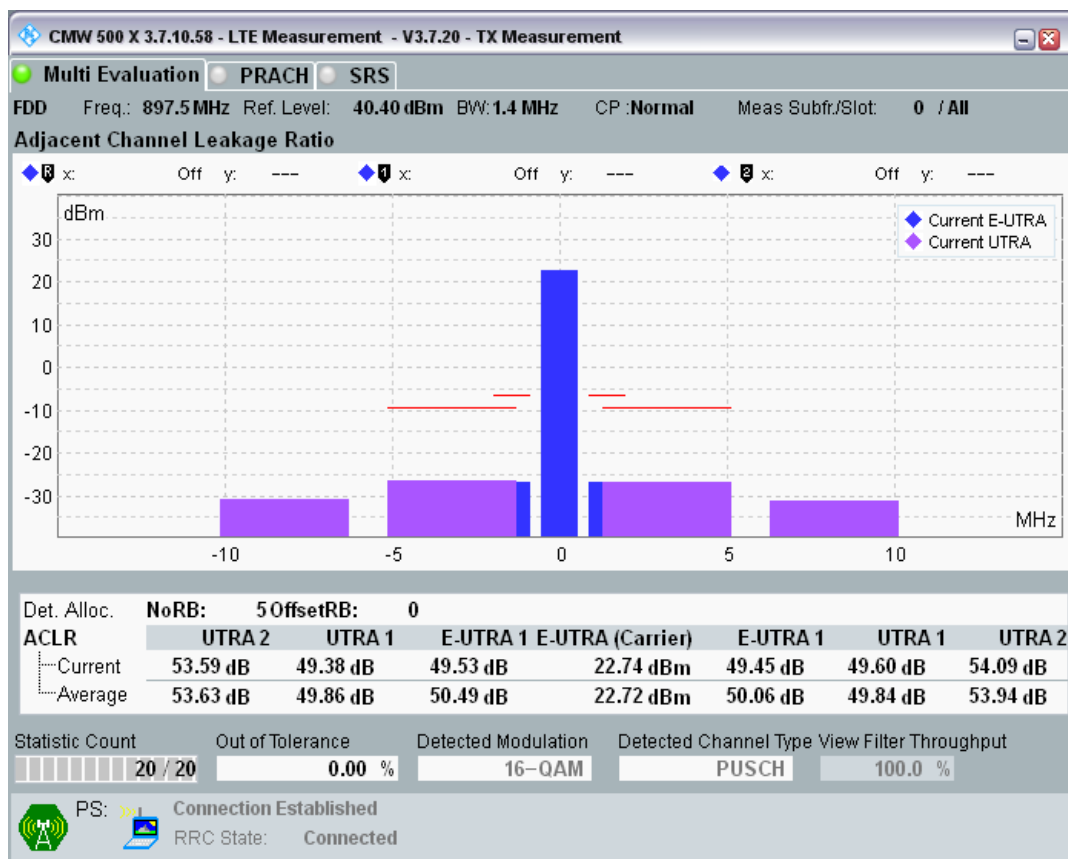 CMW 500 X 3.7.10.58 - LTE Measurement - V3.7.20 - TX Measurement
Multi Evaluation PRACH SRS
FDD Freq.: 897.5 MHz Ref. Level: 40.40 dBm BW: 1.4 MHz CP :Normal Meas Subfr./Slot: 0 / All
Adjacent Channel Leakage Ratio
R x: Off y: --- 1 x: Off y: --- 2 x: Off y: ---
dBm
Current E-UTRA
Current UTRA
30
20
10
0
-10
-20
-30
MHz
-10 -5 0 5 10
Det. Alloc. NoRB: 5 OffsetRB: 0
ACLR UTRA 2 UTRA 1 E-UTRA 1 E-UTRA (Carrier) E-UTRA 1 UTRA 1 UTRA 2
Current 53.59 dB 49.38 dB 49.53 dB 22.74 dBm 49.45 dB 49.60 dB 54.09 dB
Average 53.63 dB 49.86 dB 50.49 dB 22.72 dBm 50.06 dB 49.84 dB 53.94 dB
Statistic Count Out of Tolerance Detected Modulation Detected Channel Type View Filter Throughput
20 / 20 0.00 % 16-QAM PUSCH 100.0 %
PS: Connection Established
RRC State: Connected